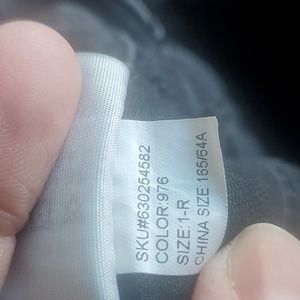 SKU#630254582
COLOR:976
SIZE:1-R
CHINA SIZE 165/64A